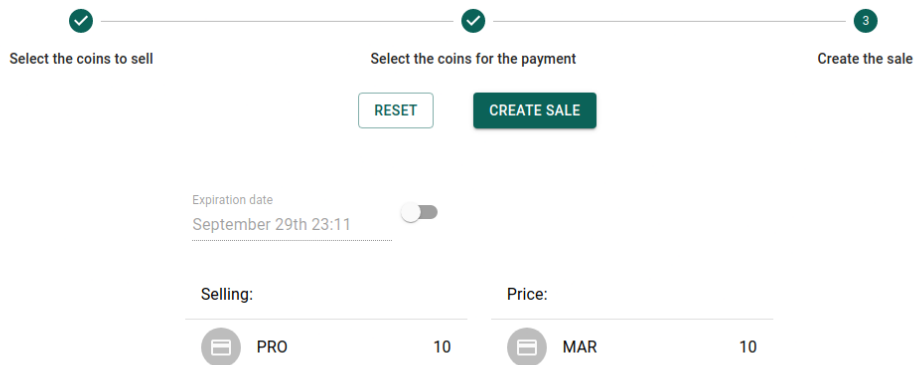 3
Select the coins to sell
Select the coins for the payment
Create the sale
RESET
CREATE SALE
Expiration date
September 29th 23:11
Selling:
PRO 10
Price:
MAR 10